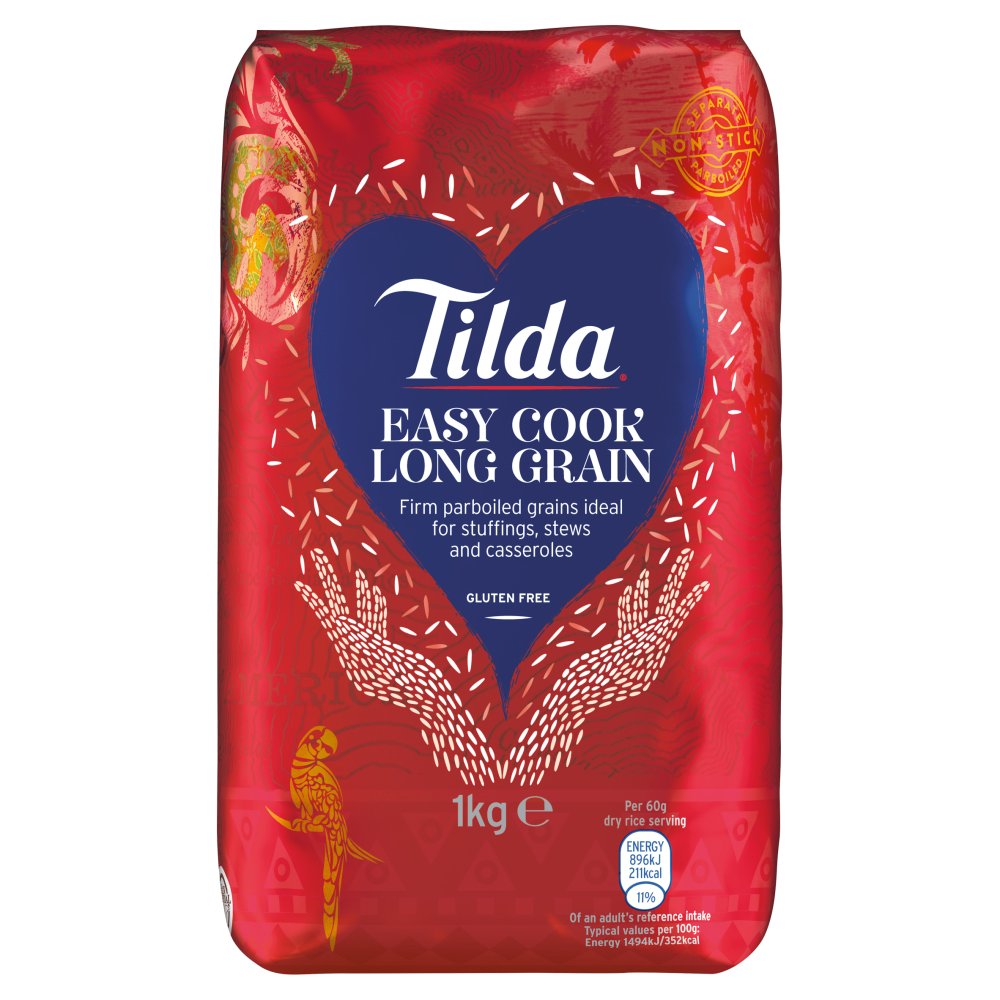 SEPARATE
NON-STICK
PARBOILED
Tilda
EASY COOK
LONG GRAIN
Firm parboiled grains ideal
for stuffings, stews
and casseroles
GLUTEN FREE
1kg e
Per 60g
dry rice serving
ENERGY
896kJ
211kcal
11%
Of an adult's reference intake
Typical values per 100g:
Energy 1494kJ/352kcal